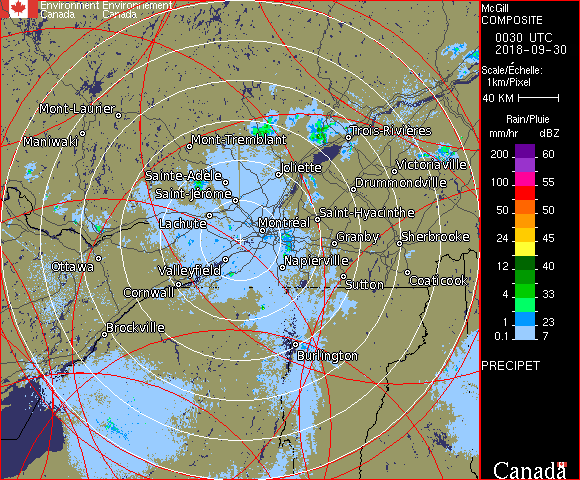 Environment Environnement
Canada Canada
McGill
COMPOSITE
0030 UTC
2018-09-30
Scale/Échelle:
1km/Pixel
40 KM
Rain/Pluie
mm/hr dBZ
200 60
100 55
50 50
24 45
12 40
4 33
2 23
0.1 7
PRECIPET
Mont-Laurier
Maniwaki
Mont-Tremblant
Trois-Rivières
Joliette
Victoriaville
Sainte-Adèle
Drummondville
Saint-Jérôme
Saint-Hyacinthe
Lachute
Montréal
Granby
Sherbrooke
Ottawa
Valleyfield
Napierville
Cornwall
Sutton
Coaticook
Brockville
Burlington
Canada